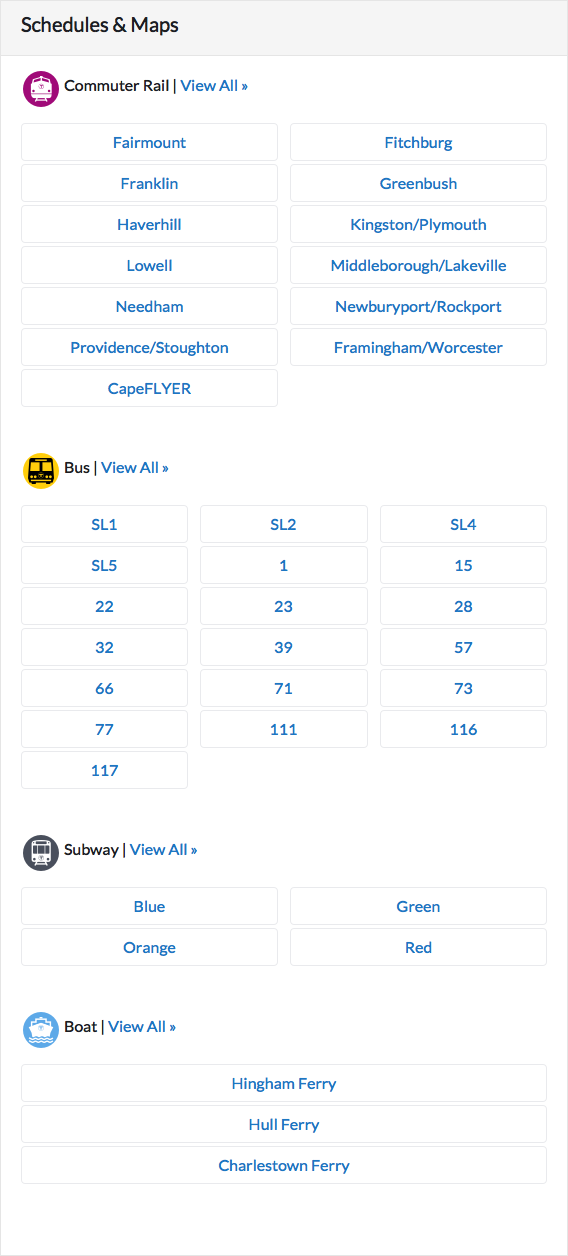 Schedules & Maps
Commuter Rail | View All »
Fairmount Fitchburg
Franklin Greenbush
Haverhill Kingston/Plymouth
Lowell Middleborough/Lakeville
Needham Newburyport/Rockport
Providence/Stoughton Framingham/Worcester
CapeFLYER
Bus | View All »
SL1 SL2 SL4
SL5 1 15
22 23 28
32 39 57
66 71 73
77 111 116
117
Subway | View All »
Blue Green
Orange Red
Boat | View All »
Hingham Ferry
Hull Ferry
Charlestown Ferry